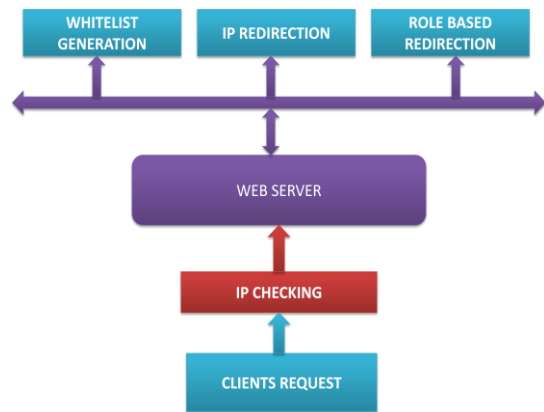 WHITELIST
GENERATION
IP REDIRECTION
ROLE BASED
REDIRECTION
WEB SERVER
IP CHECKING
CLIENTS REQUEST